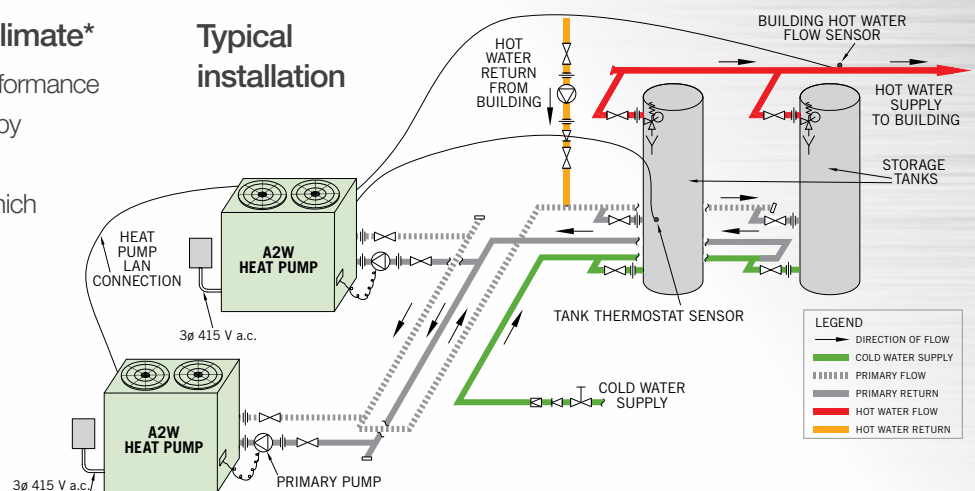 limate*
formance
by
nich
Typical
installation
HOT
WATER
RETURN
FROM
BUILDING
BUILDING HOT WATER
FLOW SENSOR
HOT WATER
SUPPLY
TO BUILDING
STORAGE
TANKS
HEAT
PUMP
LAN
CONNECTION
A2W
HEAT PUMP
3ø 415 V a.c.
TANK THERMOSTAT SENSOR
COLD WATER
SUPPLY
A2W
HEAT PUMP
3ø 415 V a.c.
PRIMARY PUMP
LEGEND
DIRECTION OF FLOW
COLD WATER SUPPLY
PRIMARY FLOW
PRIMARY RETURN
HOT WATER FLOW
HOT WATER RETURN